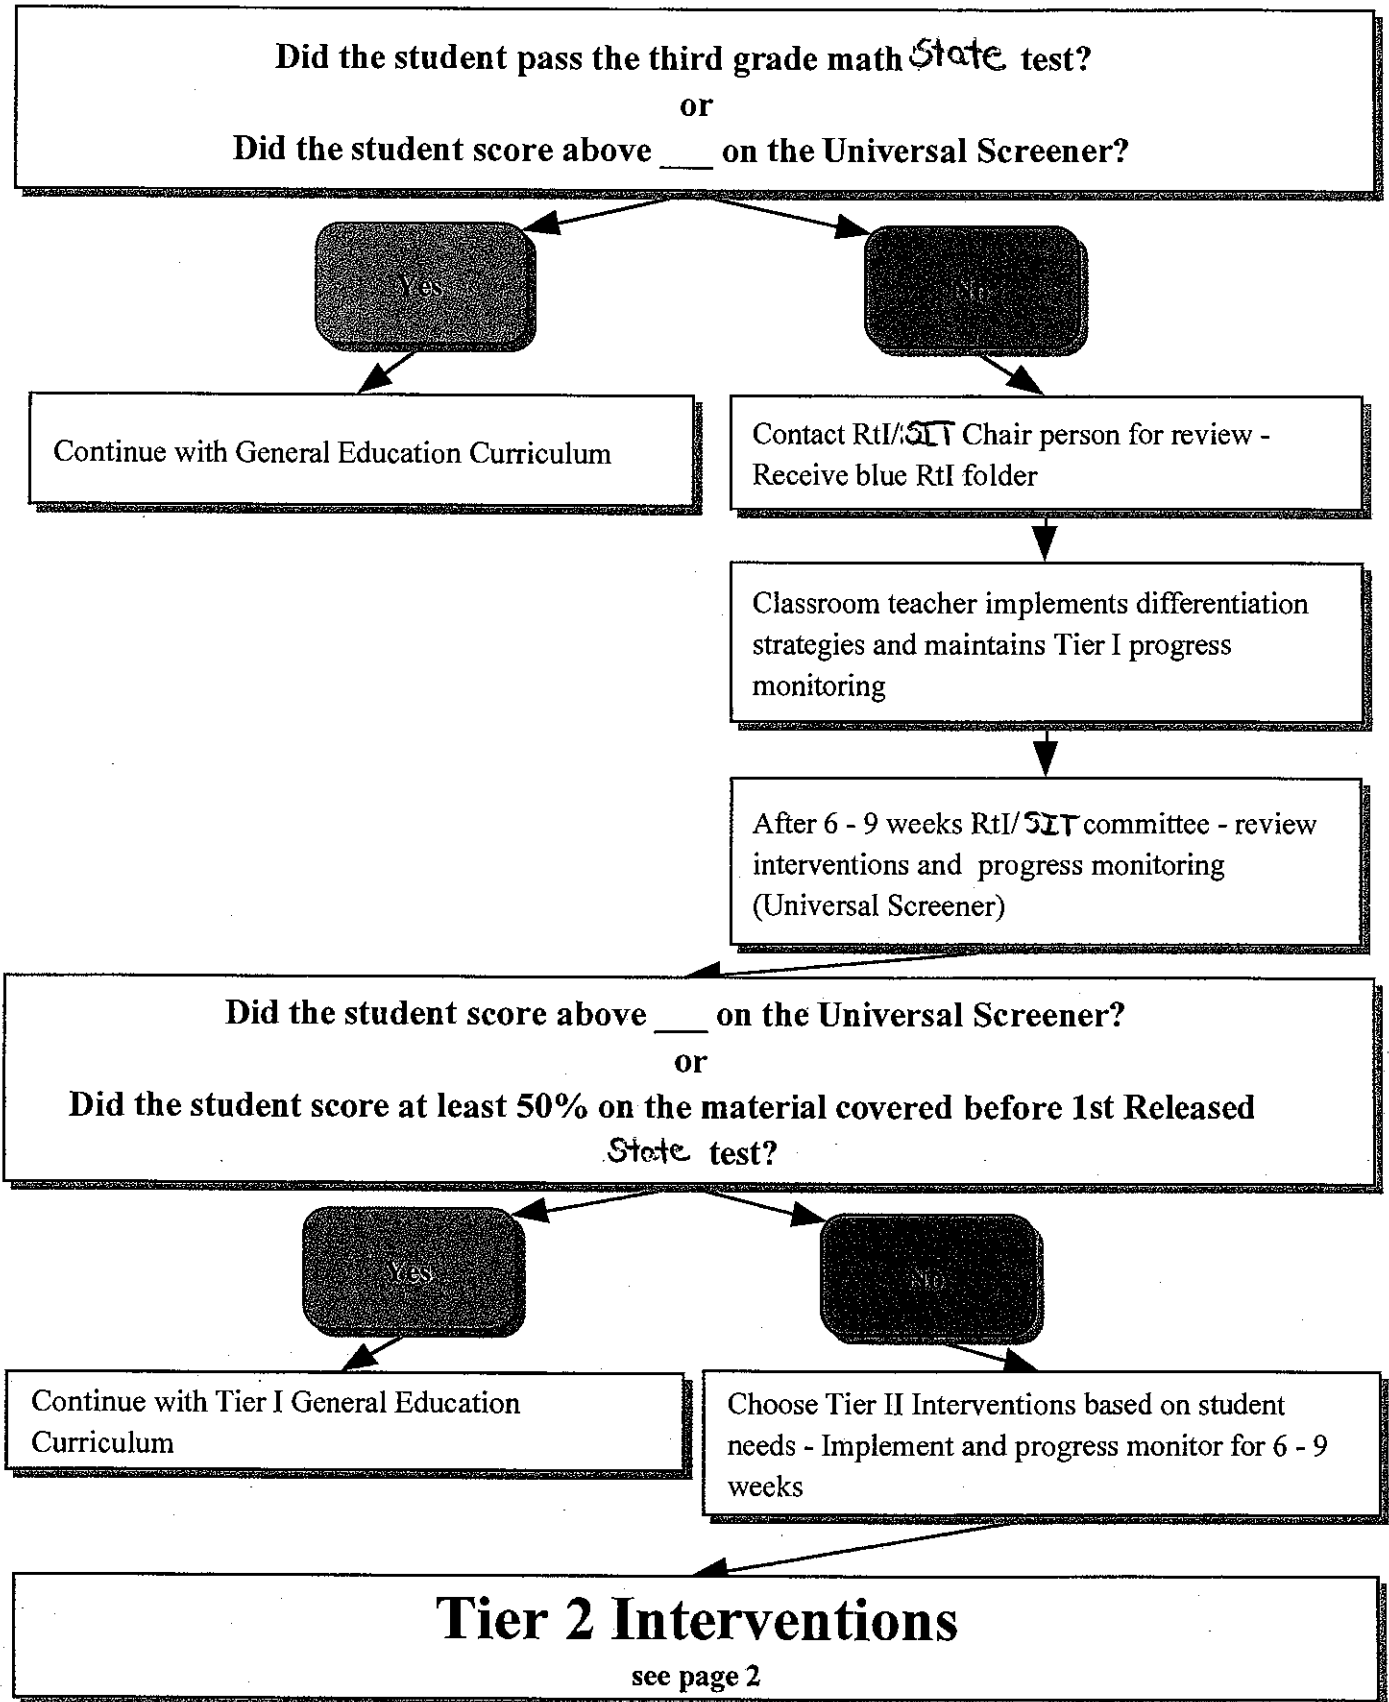 Did the student pass the third grade math State test?
or
Did the student score above ___ on the Universal Screener?
Yes
No
Continue with General Education Curriculum
Contact RtI/SIT Chair person for review -
Receive blue RtI folder
Classroom teacher implements differentiation
strategies and maintains Tier I progress
monitoring
After 6 - 9 weeks RtI/SIT committee - review
interventions and progress monitoring
(Universal Screener)
Did the student score above ___ on the Universal Screener?
or
Did the student score at least 50% on the material covered before 1st Released
State test?
Yes
No
Continue with Tier I General Education
Curriculum
Choose Tier II Interventions based on student
needs - Implement and progress monitor for 6 - 9
weeks
Tier 2 Interventions
see page 2